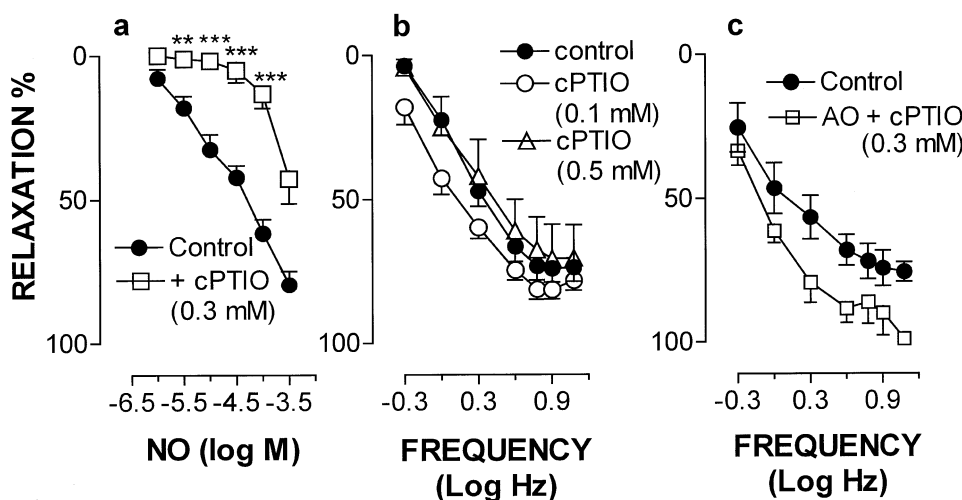 a
b
c
RELAXATION %
0
50
100
** *** *** ***
Control
+ cPTIO
(0.3 mM)
-6.5 -5.5 -4.5 -3.5
NO (log M)
0
50
100
control
cPTIO
(0.1 mM)
cPTIO
(0.5 mM)
-0.3 0.3 0.9
FREQUENCY
(Log Hz)
0
50
100
Control
AO + cPTIO
(0.3 mM)
-0.3 0.3 0.9
FREQUENCY
(Log Hz)